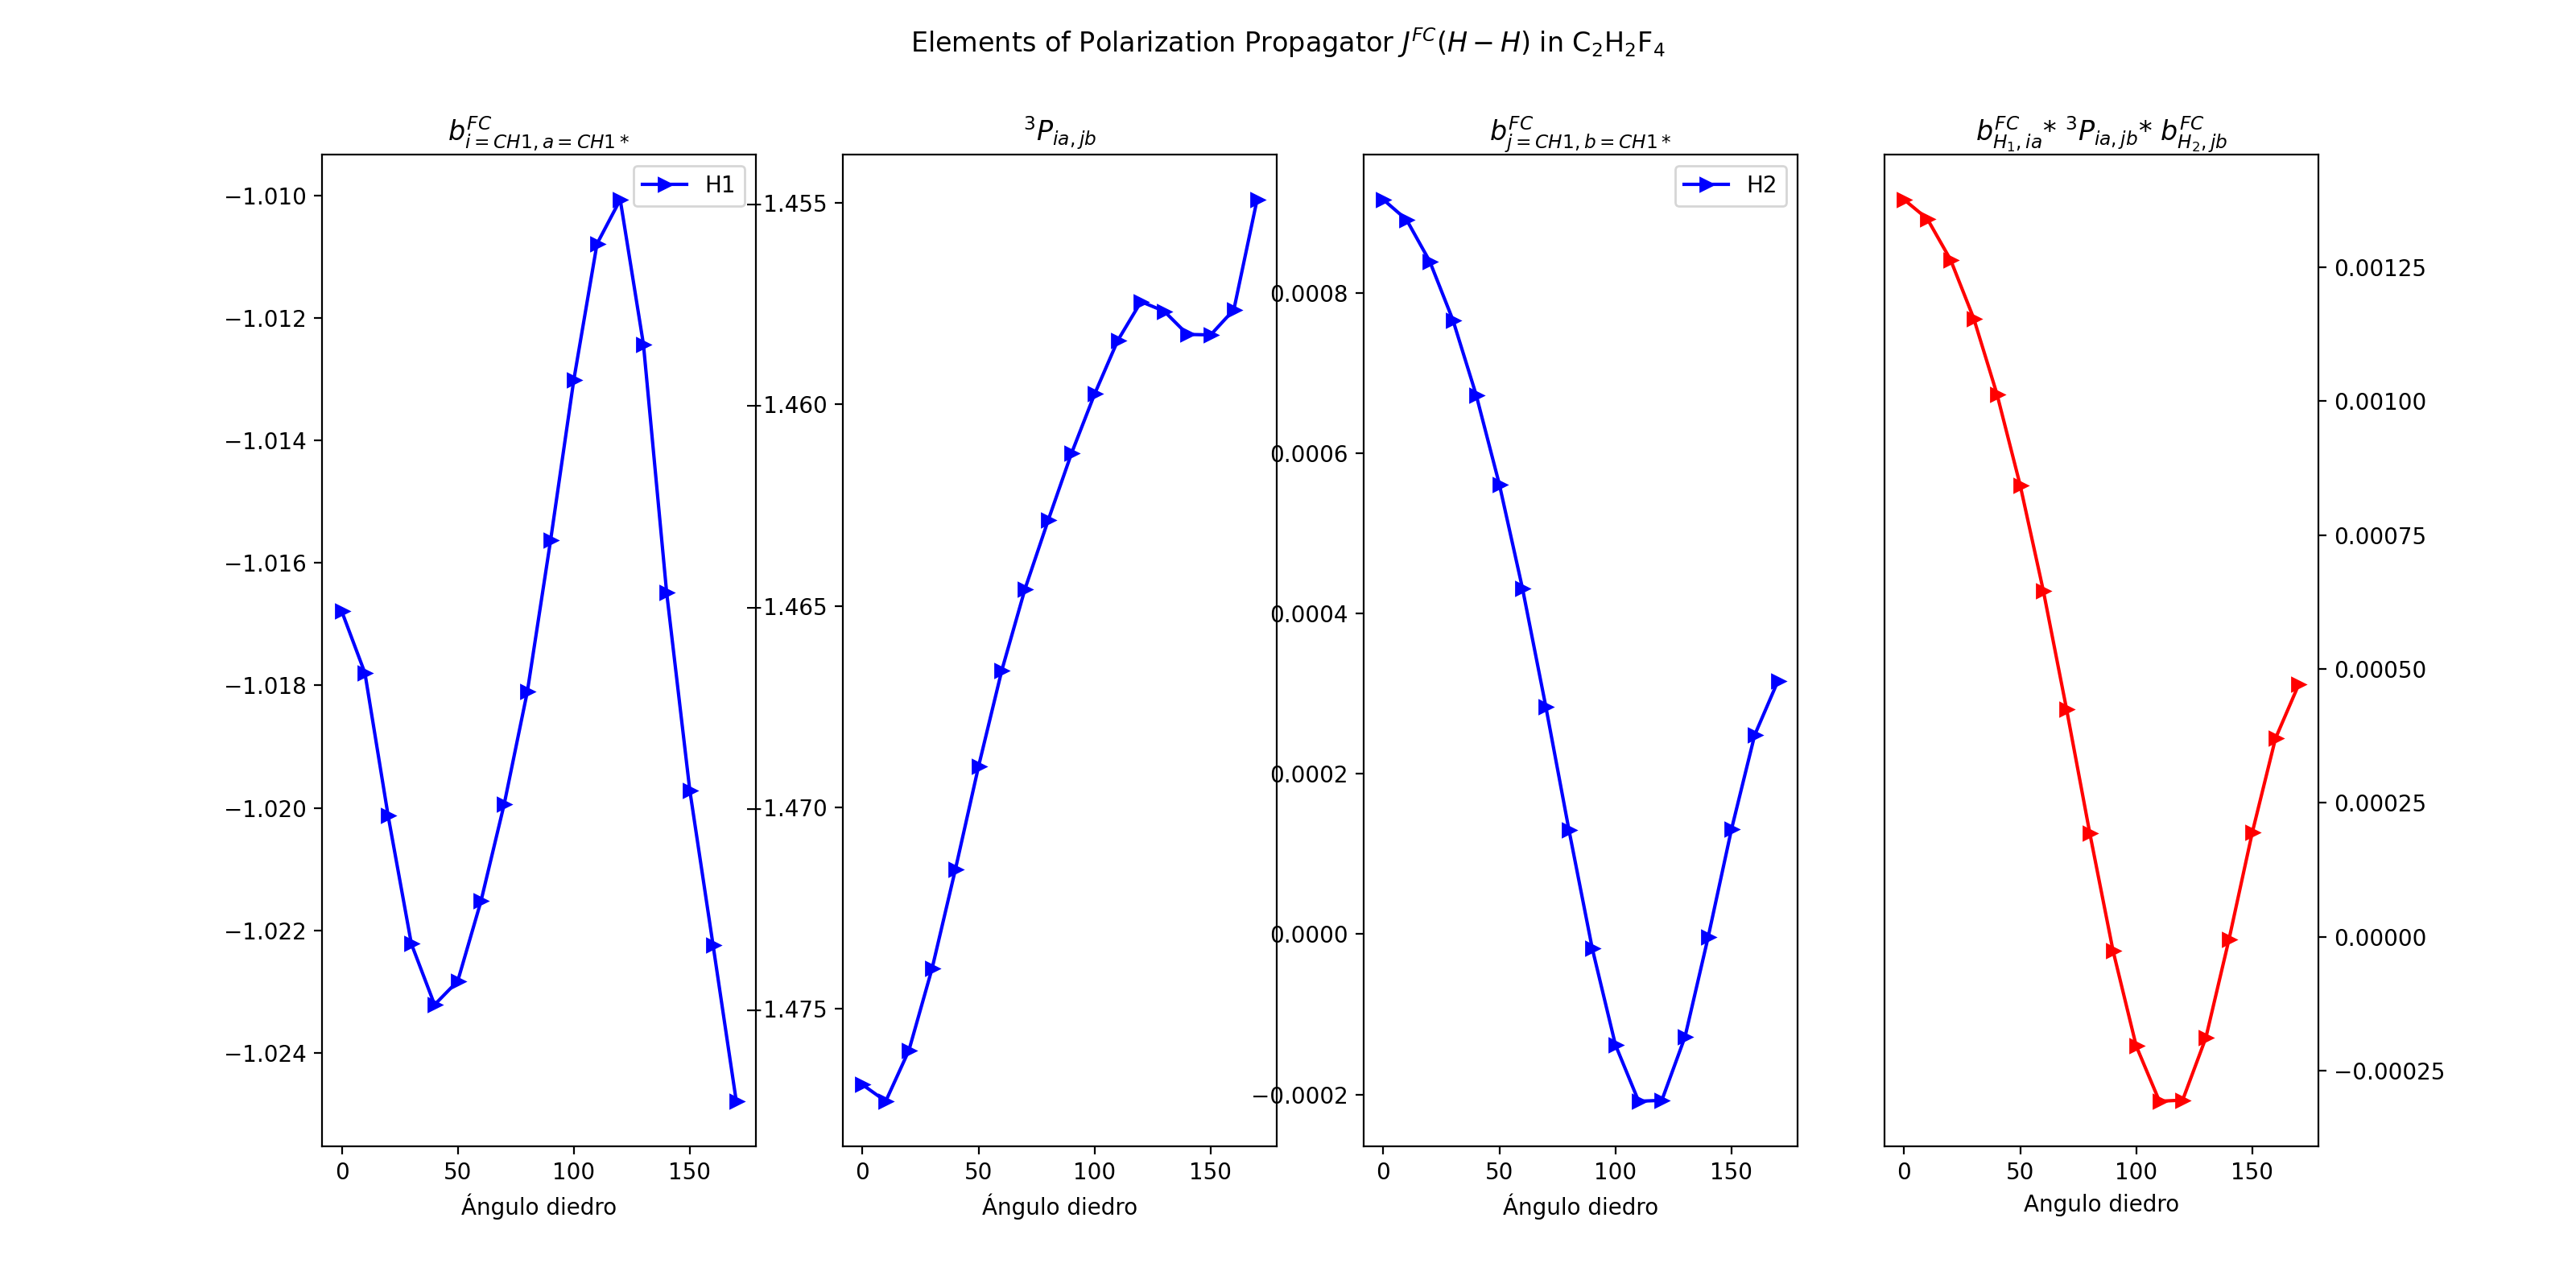 Elements of Polarization Propagator J^{FC}(H − H) in C₂H₂F₄
b^{FC}_{i=CH1, a=CH1*}
H1
−1.010
−1.012
−1.014
−1.016
−1.018
−1.020
−1.022
−1.024
0 50 100 150
Ángulo diedro
³P_{ia, jb}
−1.455
−1.460
−1.465
−1.470
−1.475
0 50 100 150
Ángulo diedro
b^{FC}_{j=CH1, b=CH1*}
H2
0.0008
0.0006
0.0004
0.0002
0.0000
−0.0002
0 50 100 150
Ángulo diedro
b^{FC}_{H₁, ia}* ³P_{ia, jb}* b^{FC}_{H₂, jb}
0.00125
0.00100
0.00075
0.00050
0.00025
0.00000
−0.00025
0 50 100 150
Angulo diedro